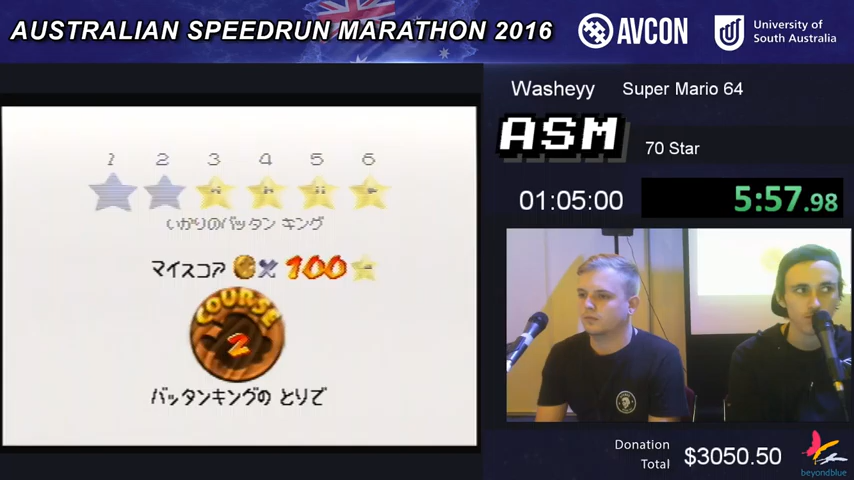 AUSTRALIAN SPEEDRUN MARATHON 2016
AVCON
University of
South Australia
Washeyy
Super Mario 64
ASM
70 Star
01:05:00
5:57.98
1 2 3 4 5 6
いかりのバッタン キング
マイスコア × 100
COURSE
2
バッタンキングの とりで
Donation
Total
$3050.50
beyondblue